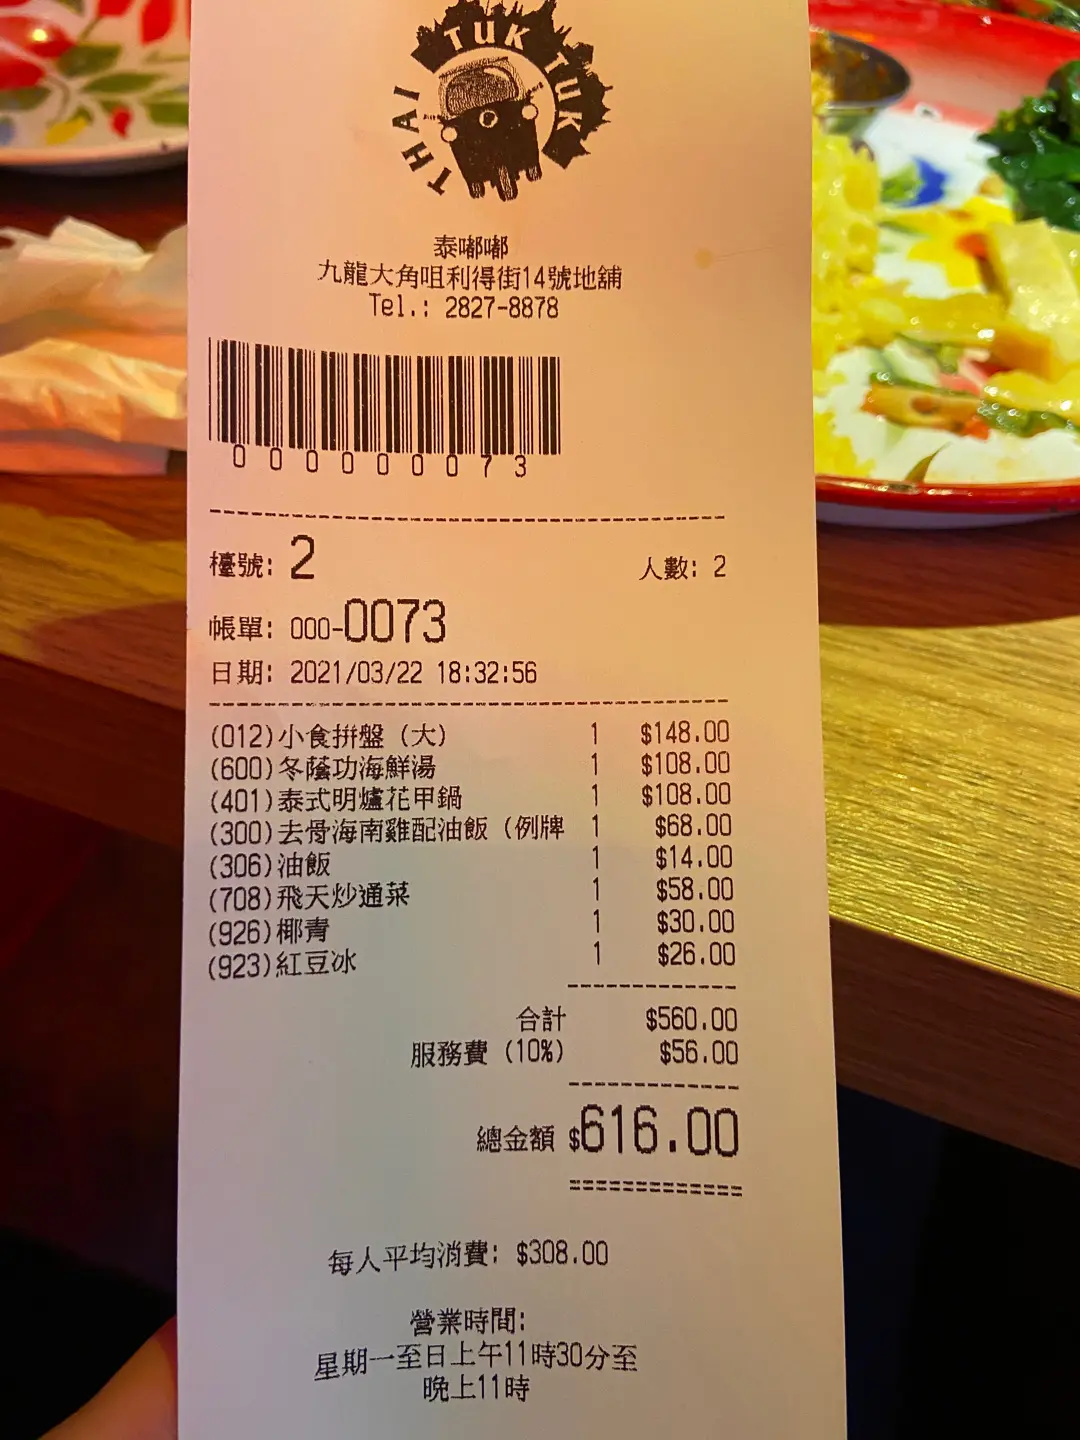 THAI TUK TUK
泰嘟嘟
九龍大角咀利得街14號地舖
Tel.: 2827-8878
000000073
檯號: 2 人數: 2
帳單: 000-0073
日期: 2021/03/22 18:32:56
(012)小食拼盤 (大) 1 $148.00
(600)冬蔭功海鮮湯 1 $108.00
(401)泰式明爐花甲鍋 1 $108.00
(300)去骨海南雞配油飯 (例牌 1 $68.00
(306)油飯 1 $14.00
(708)飛天炒通菜 1 $58.00
(926)椰青 1 $30.00
(923)紅豆冰 1 $26.00
合計 $560.00
服務費 (10%) $56.00
總金額 $616.00
每人平均消費: $308.00
營業時間:
星期一至日上午11時30分至
晚上11時